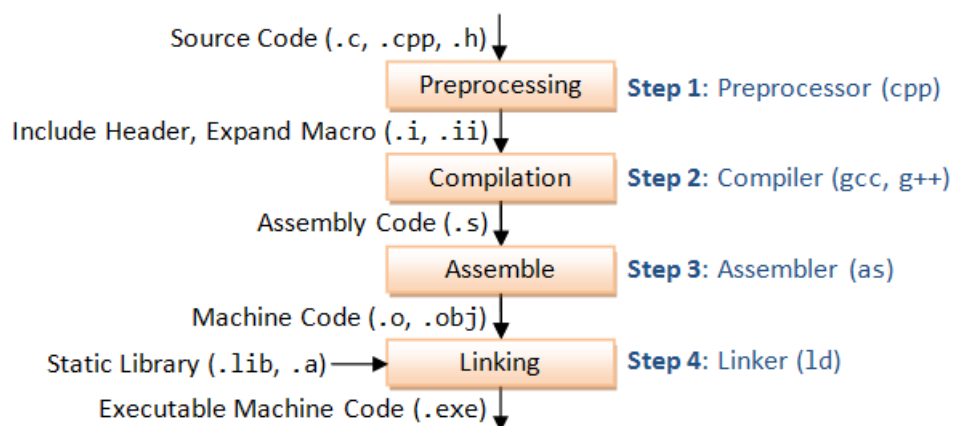 Source Code (.c, .cpp, .h)
Preprocessing
Step 1: Preprocessor (cpp)
Include Header, Expand Macro (.i, .ii)
Compilation
Step 2: Compiler (gcc, g++)
Assembly Code (.s)
Assemble
Step 3: Assembler (as)
Machine Code (.o, .obj)
Static Library (.lib, .a)
Linking
Step 4: Linker (ld)
Executable Machine Code (.exe)